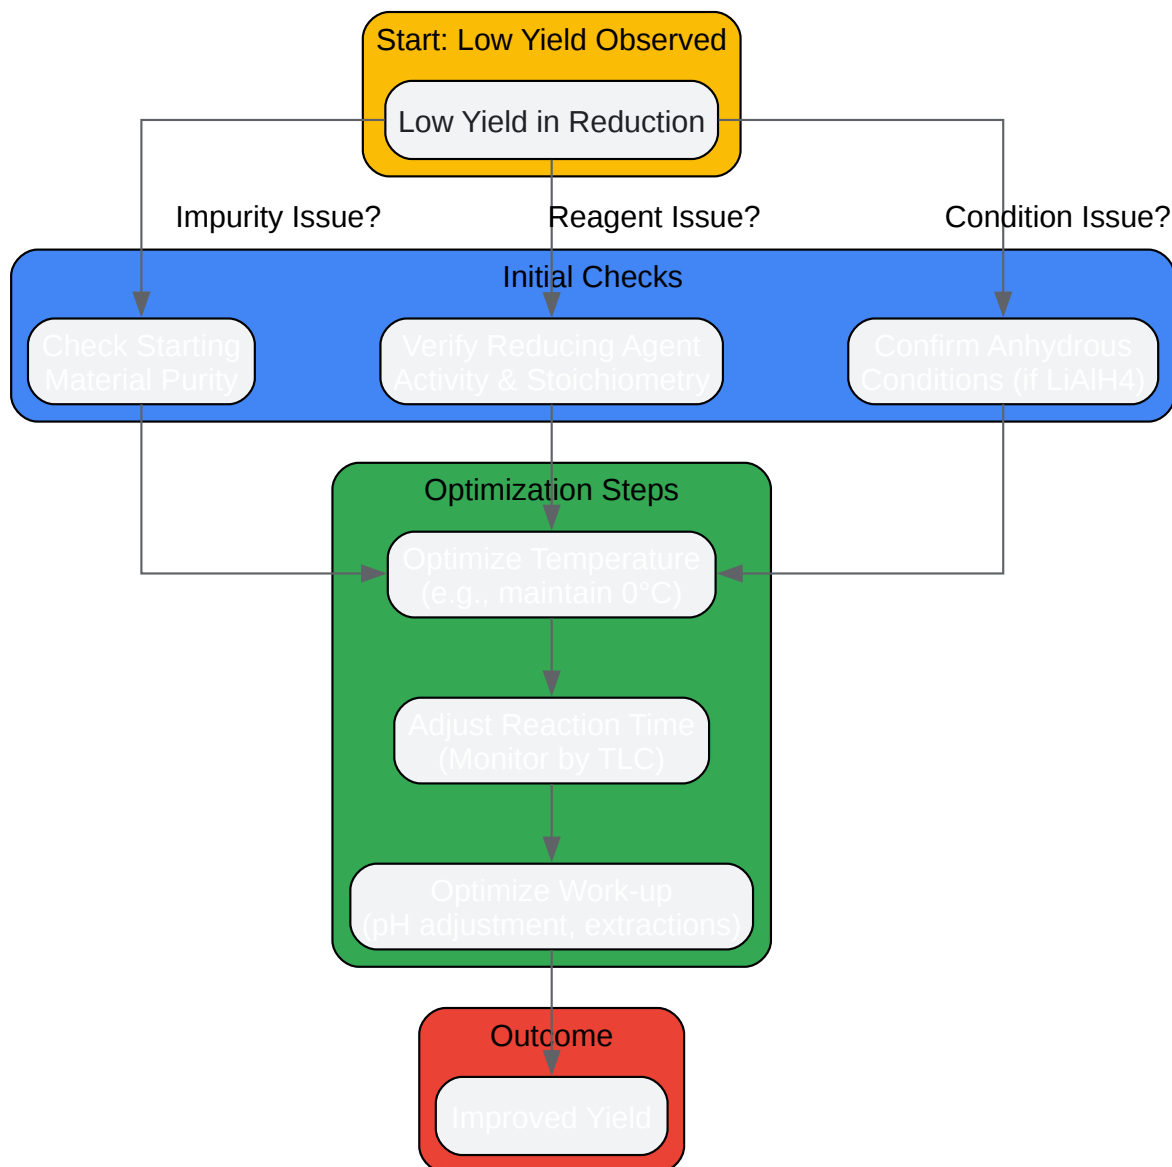 Start: Low Yield Observed
Low Yield in Reduction
Impurity Issue?
Reagent Issue?
Condition Issue?
Initial Checks
Check Starting
Material Purity
Verify Reducing Agent
Activity & Stoichiometry
Confirm Anhydrous
Conditions (if LiAlH4)
Optimization Steps
Optimize Temperature
(e.g., maintain 0°C)
Adjust Reaction Time
(Monitor by TLC)
Optimize Work-up
(pH adjustment, extractions)
Outcome
Improved Yield